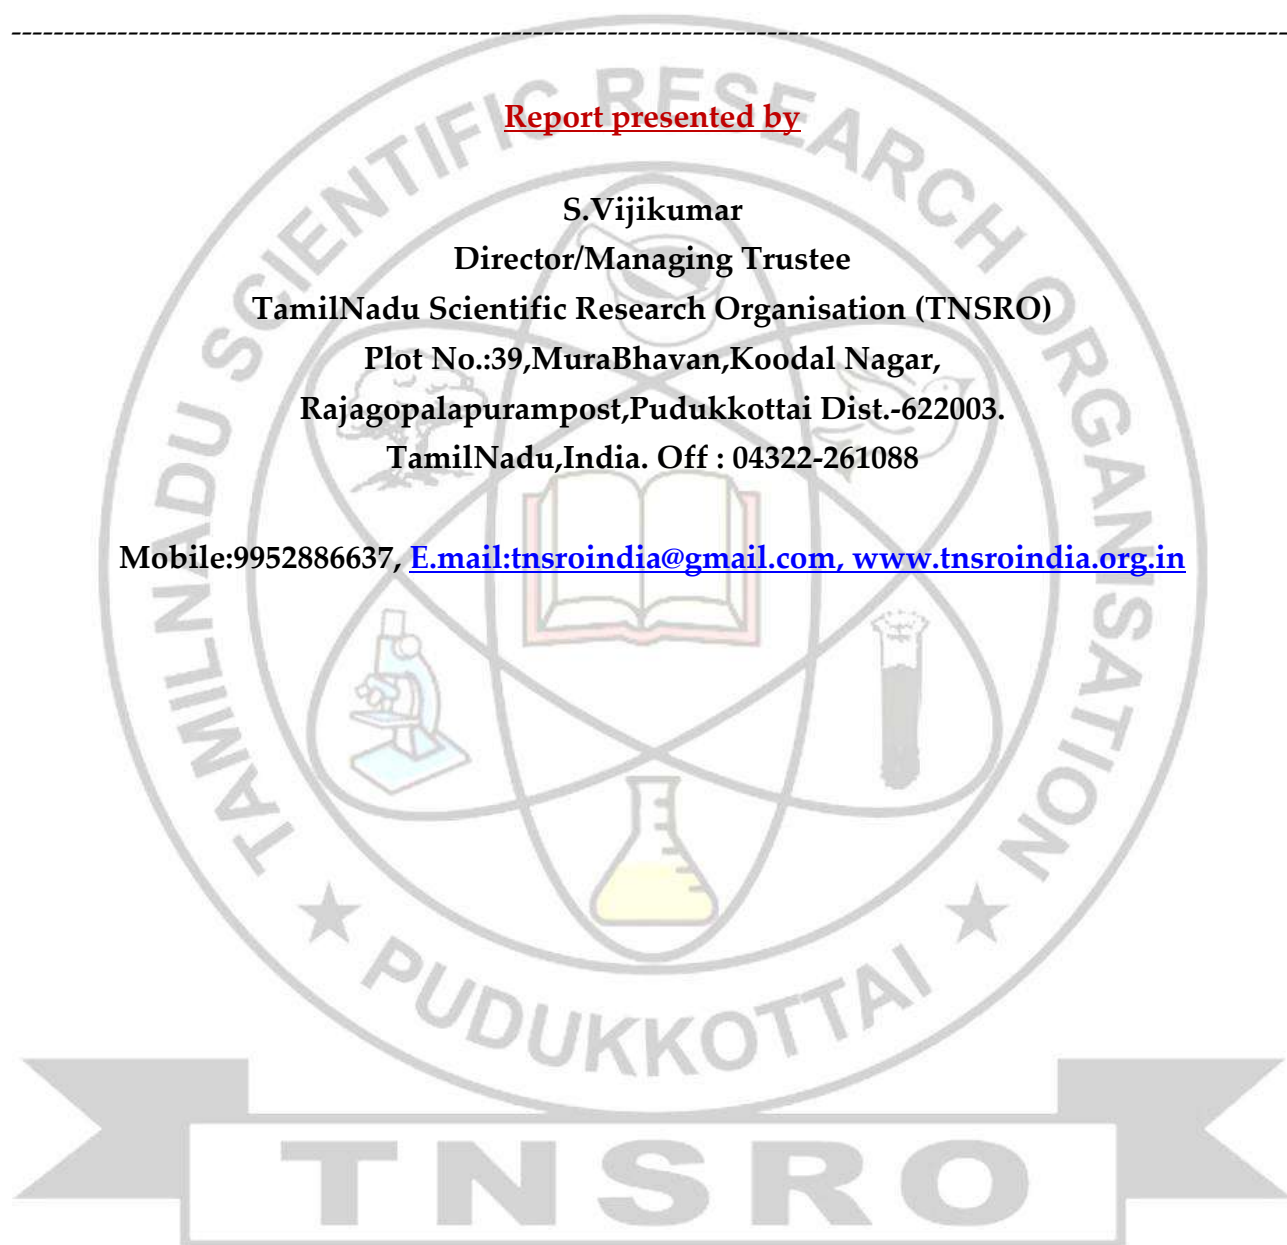 Report presented by
S.Vijikumar
Director/Managing Trustee
TamilNadu Scientific Research Organisation (TNSRO)
Plot No.:39,MuraBhavan,Koodal Nagar,
Rajagopalapurampost,Pudukkottai Dist.-622003.
TamilNadu,India. Off : 04322-261088
Mobile:9952886637, E.mail:tnsroindia@gmail.com, www.tnsroindia.org.in
TAMILNADU SCIENTIFIC RESEARCH ORGANISATION
★ PUDUKKOTTAI ★
TNSRO